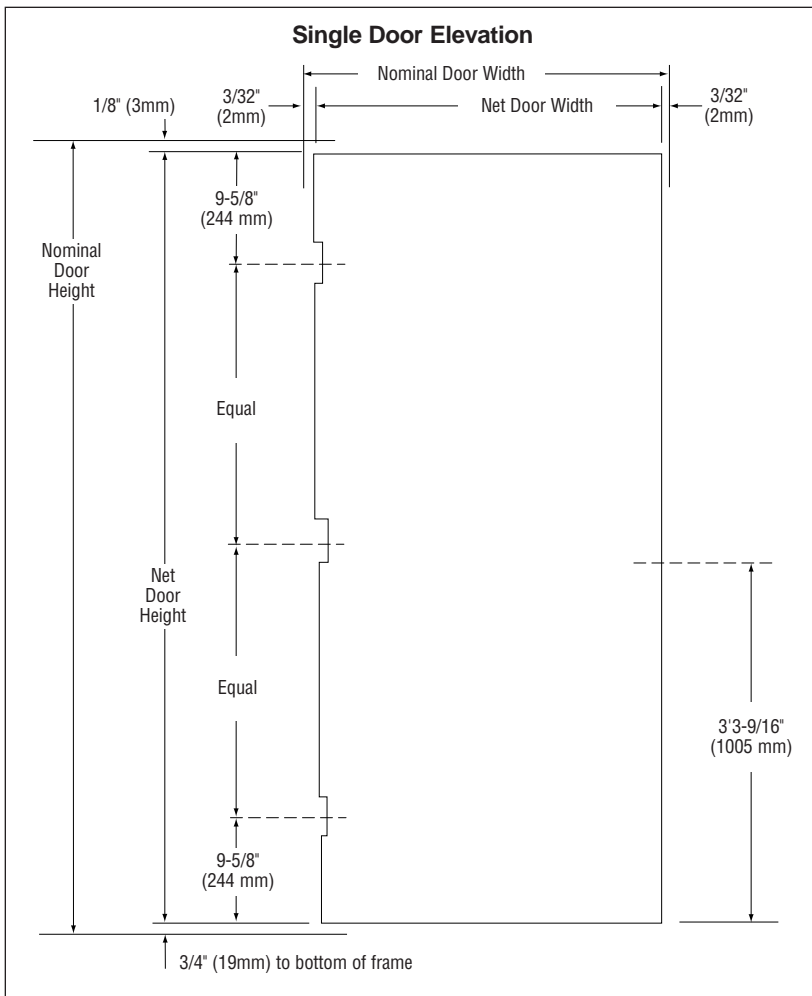 Single Door Elevation
Nominal Door Width
3/32"
(2mm)
Net Door Width
3/32"
(2mm)
1/8" (3mm)
9-5/8"
(244 mm)
Nominal
Door
Height
Equal
Net
Door
Height
Equal
3'3-9/16"
(1005 mm)
9-5/8"
(244 mm)
3/4" (19mm) to bottom of frame